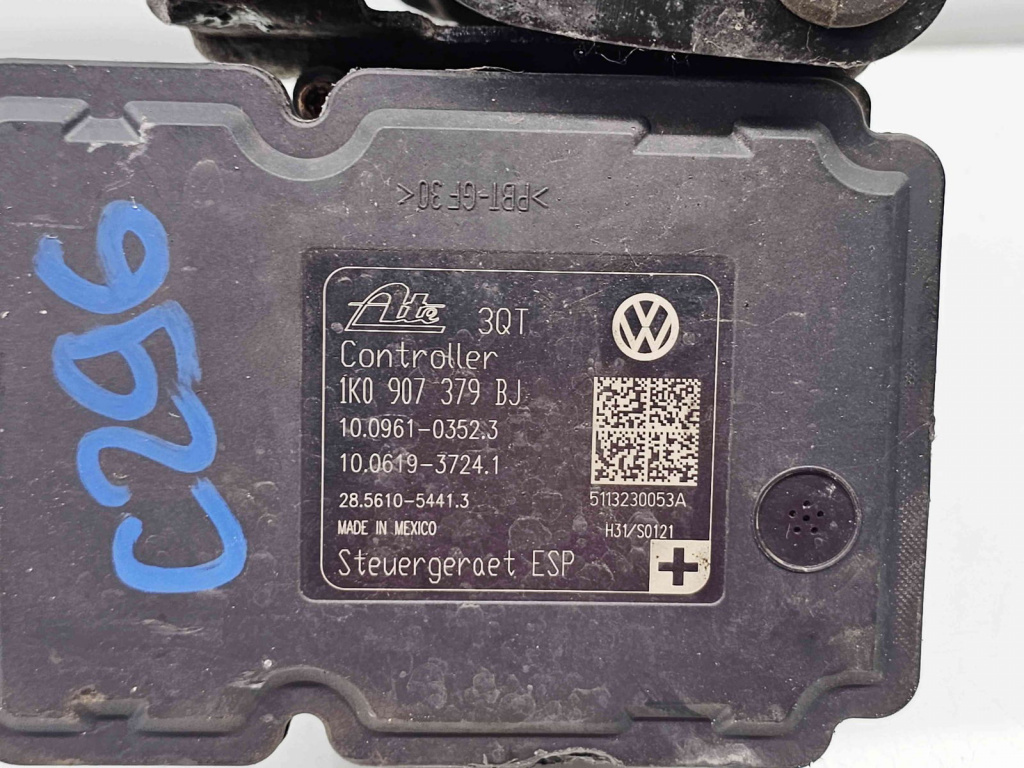 >PBT-GF30<
C296
Ate 3QT
Controller
1K0 907 379 BJ
10.0961-0352.3
10.0619-3724.1
28.5610-5441.3
5113230053A
MADE IN MEXICO
H31/S0121
Steuergeraet ESP